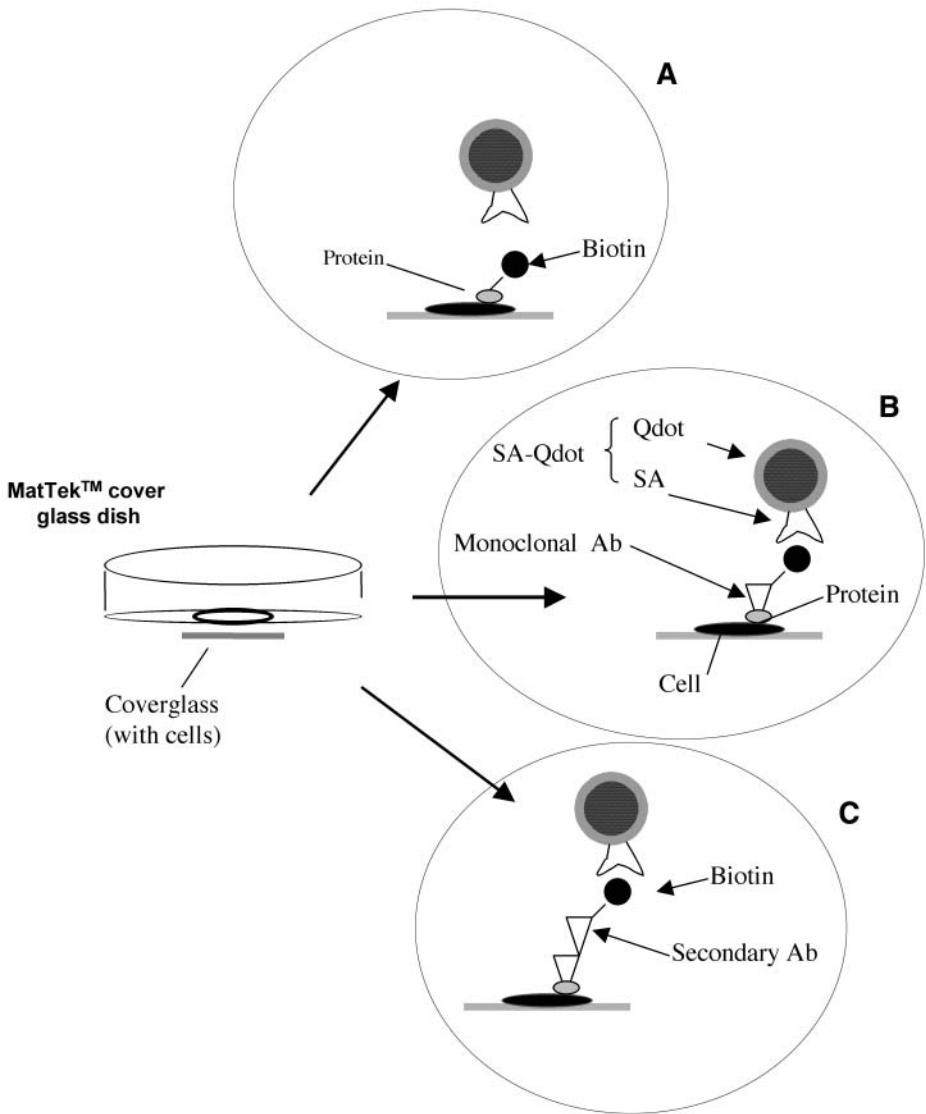 A
Protein
Biotin
B
Qdot
SA-Qdot
SA
Monoclonal Ab
Protein
Cell
MatTek™ cover
glass dish
Coverglass
(with cells)
C
Biotin
Secondary Ab